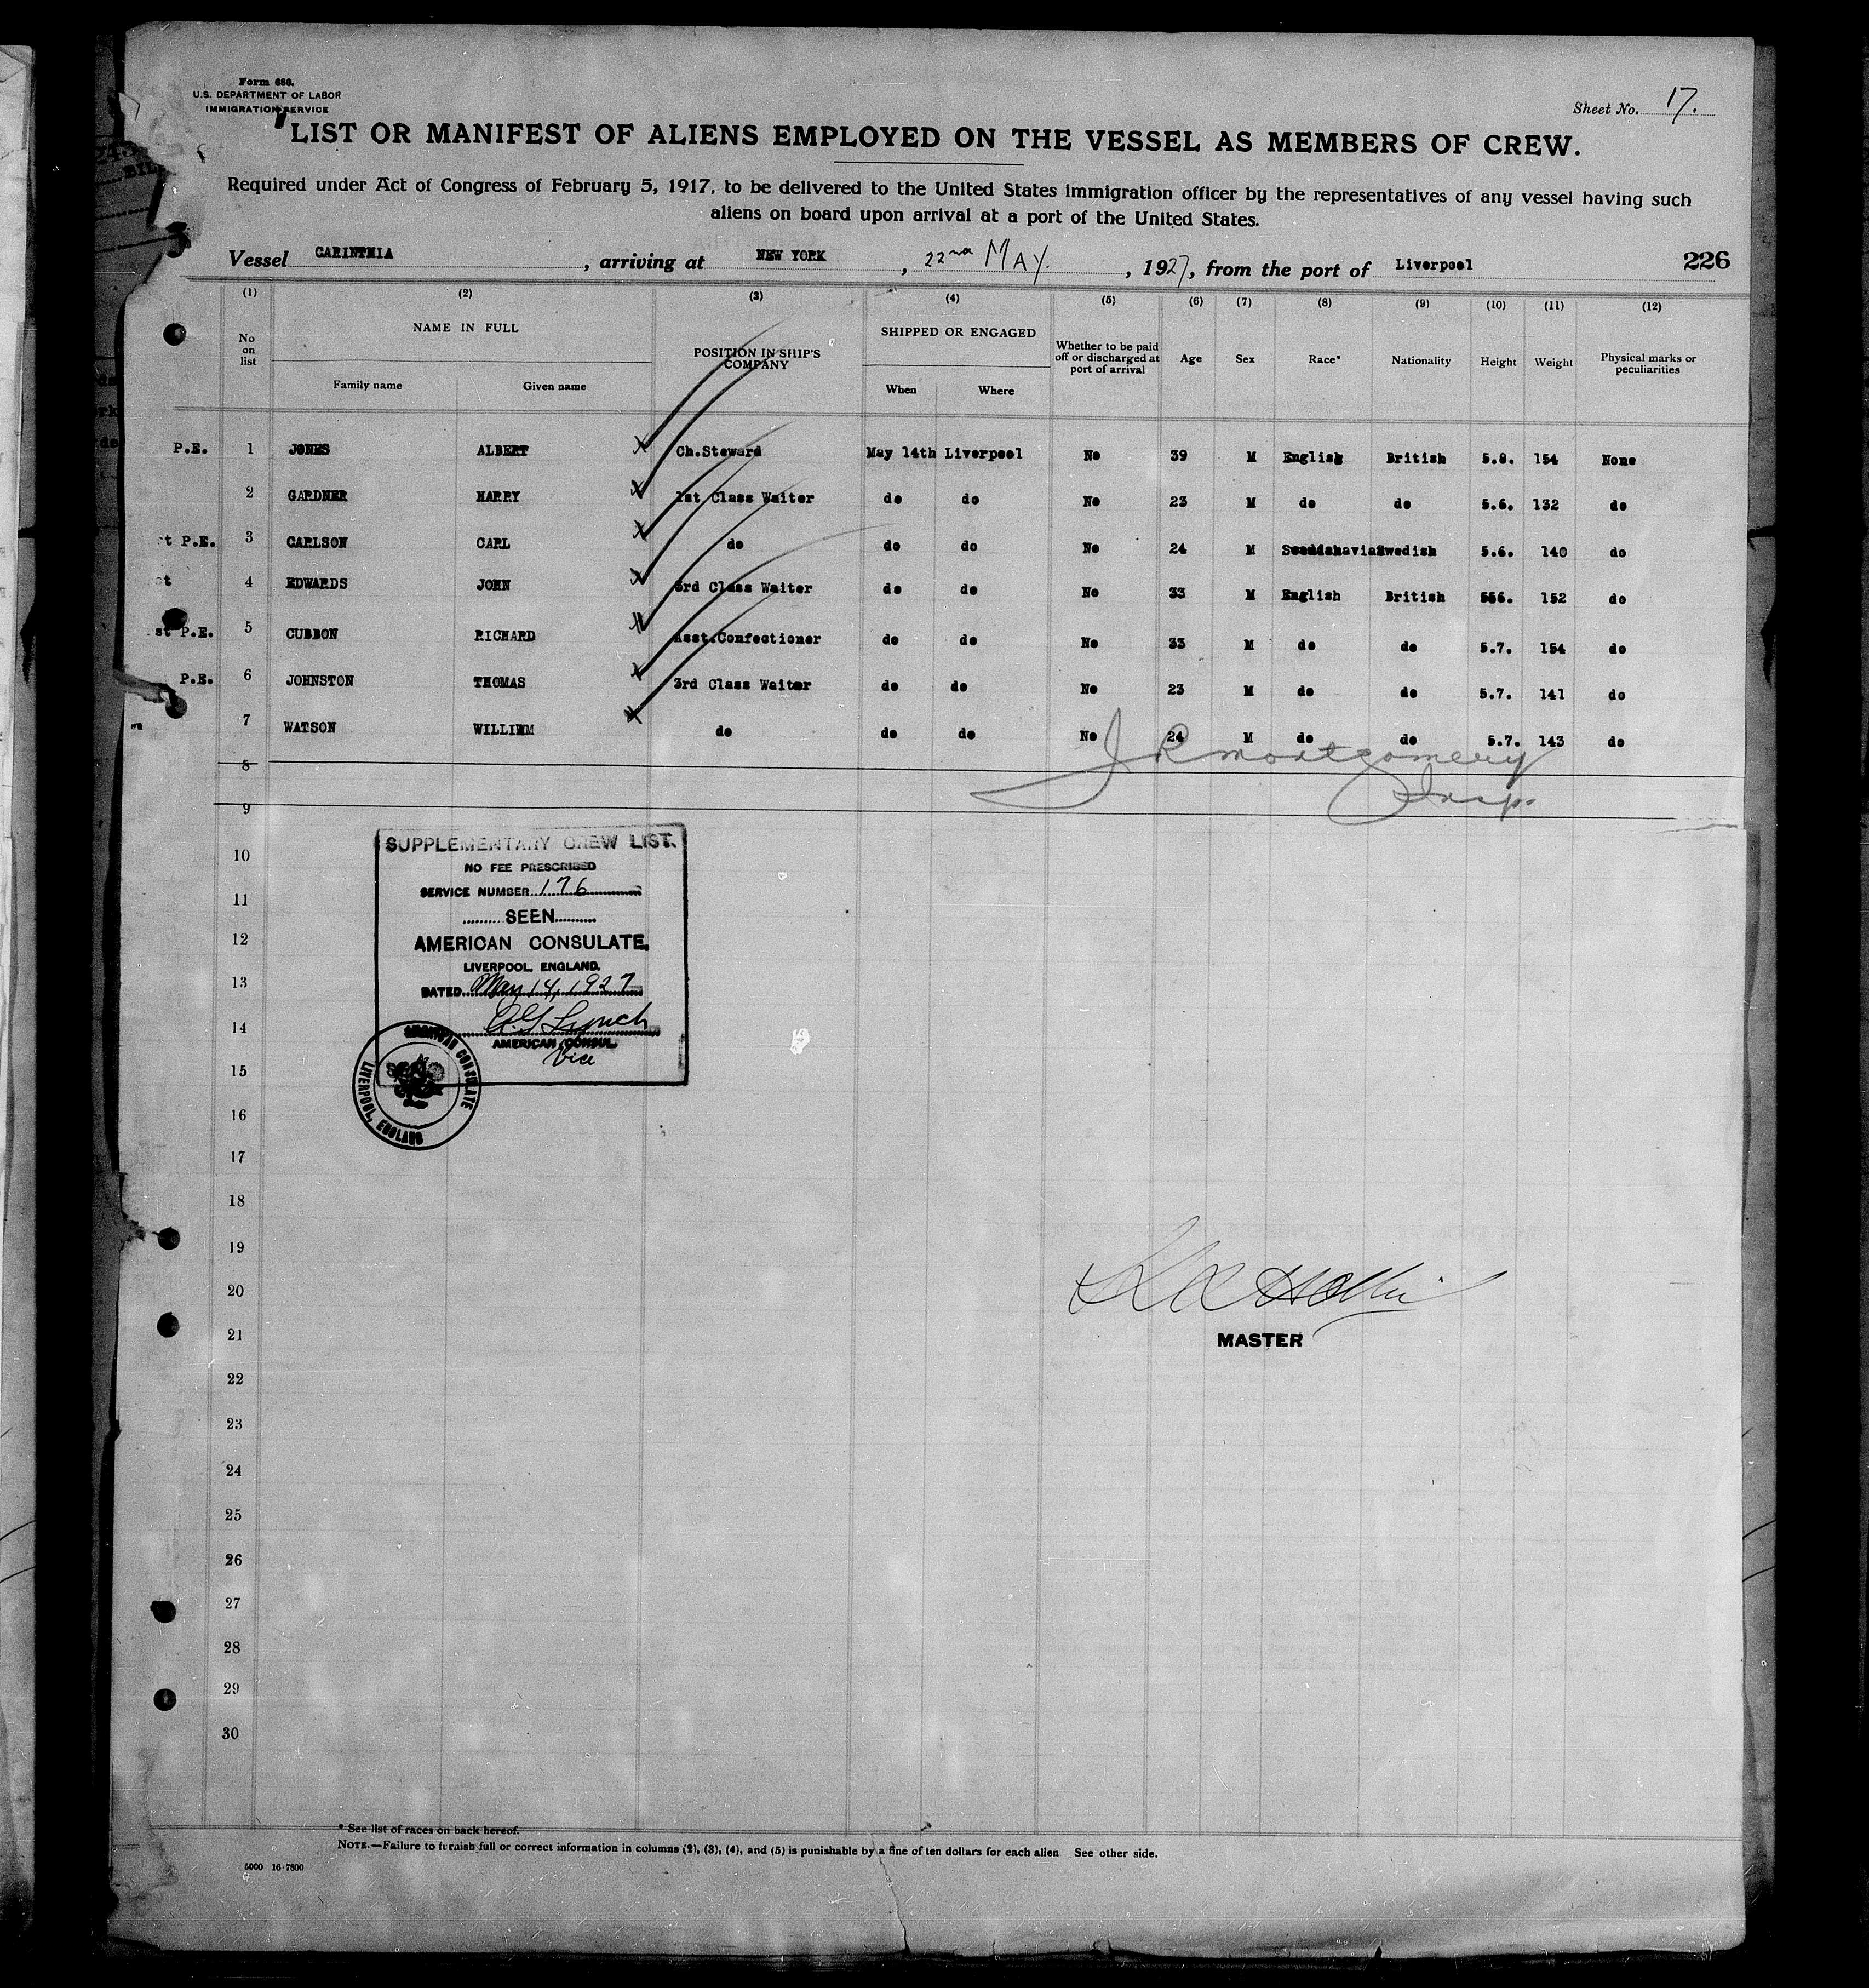 Form 680.
U.S. DEPARTMENT OF LABOR
IMMIGRATION SERVICE
Sheet No. 17.
LIST OR MANIFEST OF ALIENS EMPLOYED ON THE VESSEL AS MEMBERS OF CREW.
Required under Act of Congress of February 5, 1917, to be delivered to the United States immigration officer by the representatives of any vessel having such
aliens on board upon arrival at a port of the United States.
Vessel CARINTHIA, arriving at NEW YORK, 22nd MAY., 1927, from the port of Liverpool 226
(1) (2) (3) (4) (5) (6) (7) (8) (9) (10) (11) (12)
No on list NAME IN FULL Family name Given name POSITION IN SHIP'S COMPANY SHIPPED OR ENGAGED When Where Whether to be paid off or discharged at port of arrival Age Sex Race* Nationality Height Weight Physical marks or peculiarities
P.E. 1 JONES ALBERT Ch.Steward May 14th Liverpool No 39 M English British 5.8. 154 None
2 GARDNER HARRY 1st Class Waiter do do No 23 M do do 5.6. 132 do
t P.E. 3 CARLSON CARL do do do No 24 M Swedish 5.6. 140 do
t 4 EDWARDS JOHN 3rd Class Waiter do do No 33 M English British 566. 152 do
st P.E. 5 CUBBON RICHARD Asst.Confectioner do do No 33 M do do 5.7. 154 do
P.E. 6 JOHNSTON THOMAS 3rd Class Waiter do do No 23 M do do 5.7. 141 do
7 WATSON WILLIAM do do do No 24 M do do 5.7. 143 do
J R Montgomery
Insp.
8
9
10
11
12
13
14
15
16
17
18
19
20
21
22
23
24
25
26
27
28
29
30
SUPPLEMENTARY CREW LIST.
NO FEE PRESCRIBED
SERVICE NUMBER 176
SEEN
AMERICAN CONSULATE,
LIVERPOOL, ENGLAND.
DATED May 14, 1927
Lynch
AMERICAN CONSUL.
Vice
AMERICAN CONSULATE
LIVERPOOL, ENGLAND
MASTER
* See list of races on back hereof.
NOTE.—Failure to furnish full or correct information in columns (2), (3), (4), and (5) is punishable by a fine of ten dollars for each alien See other side.
5000 16-7800